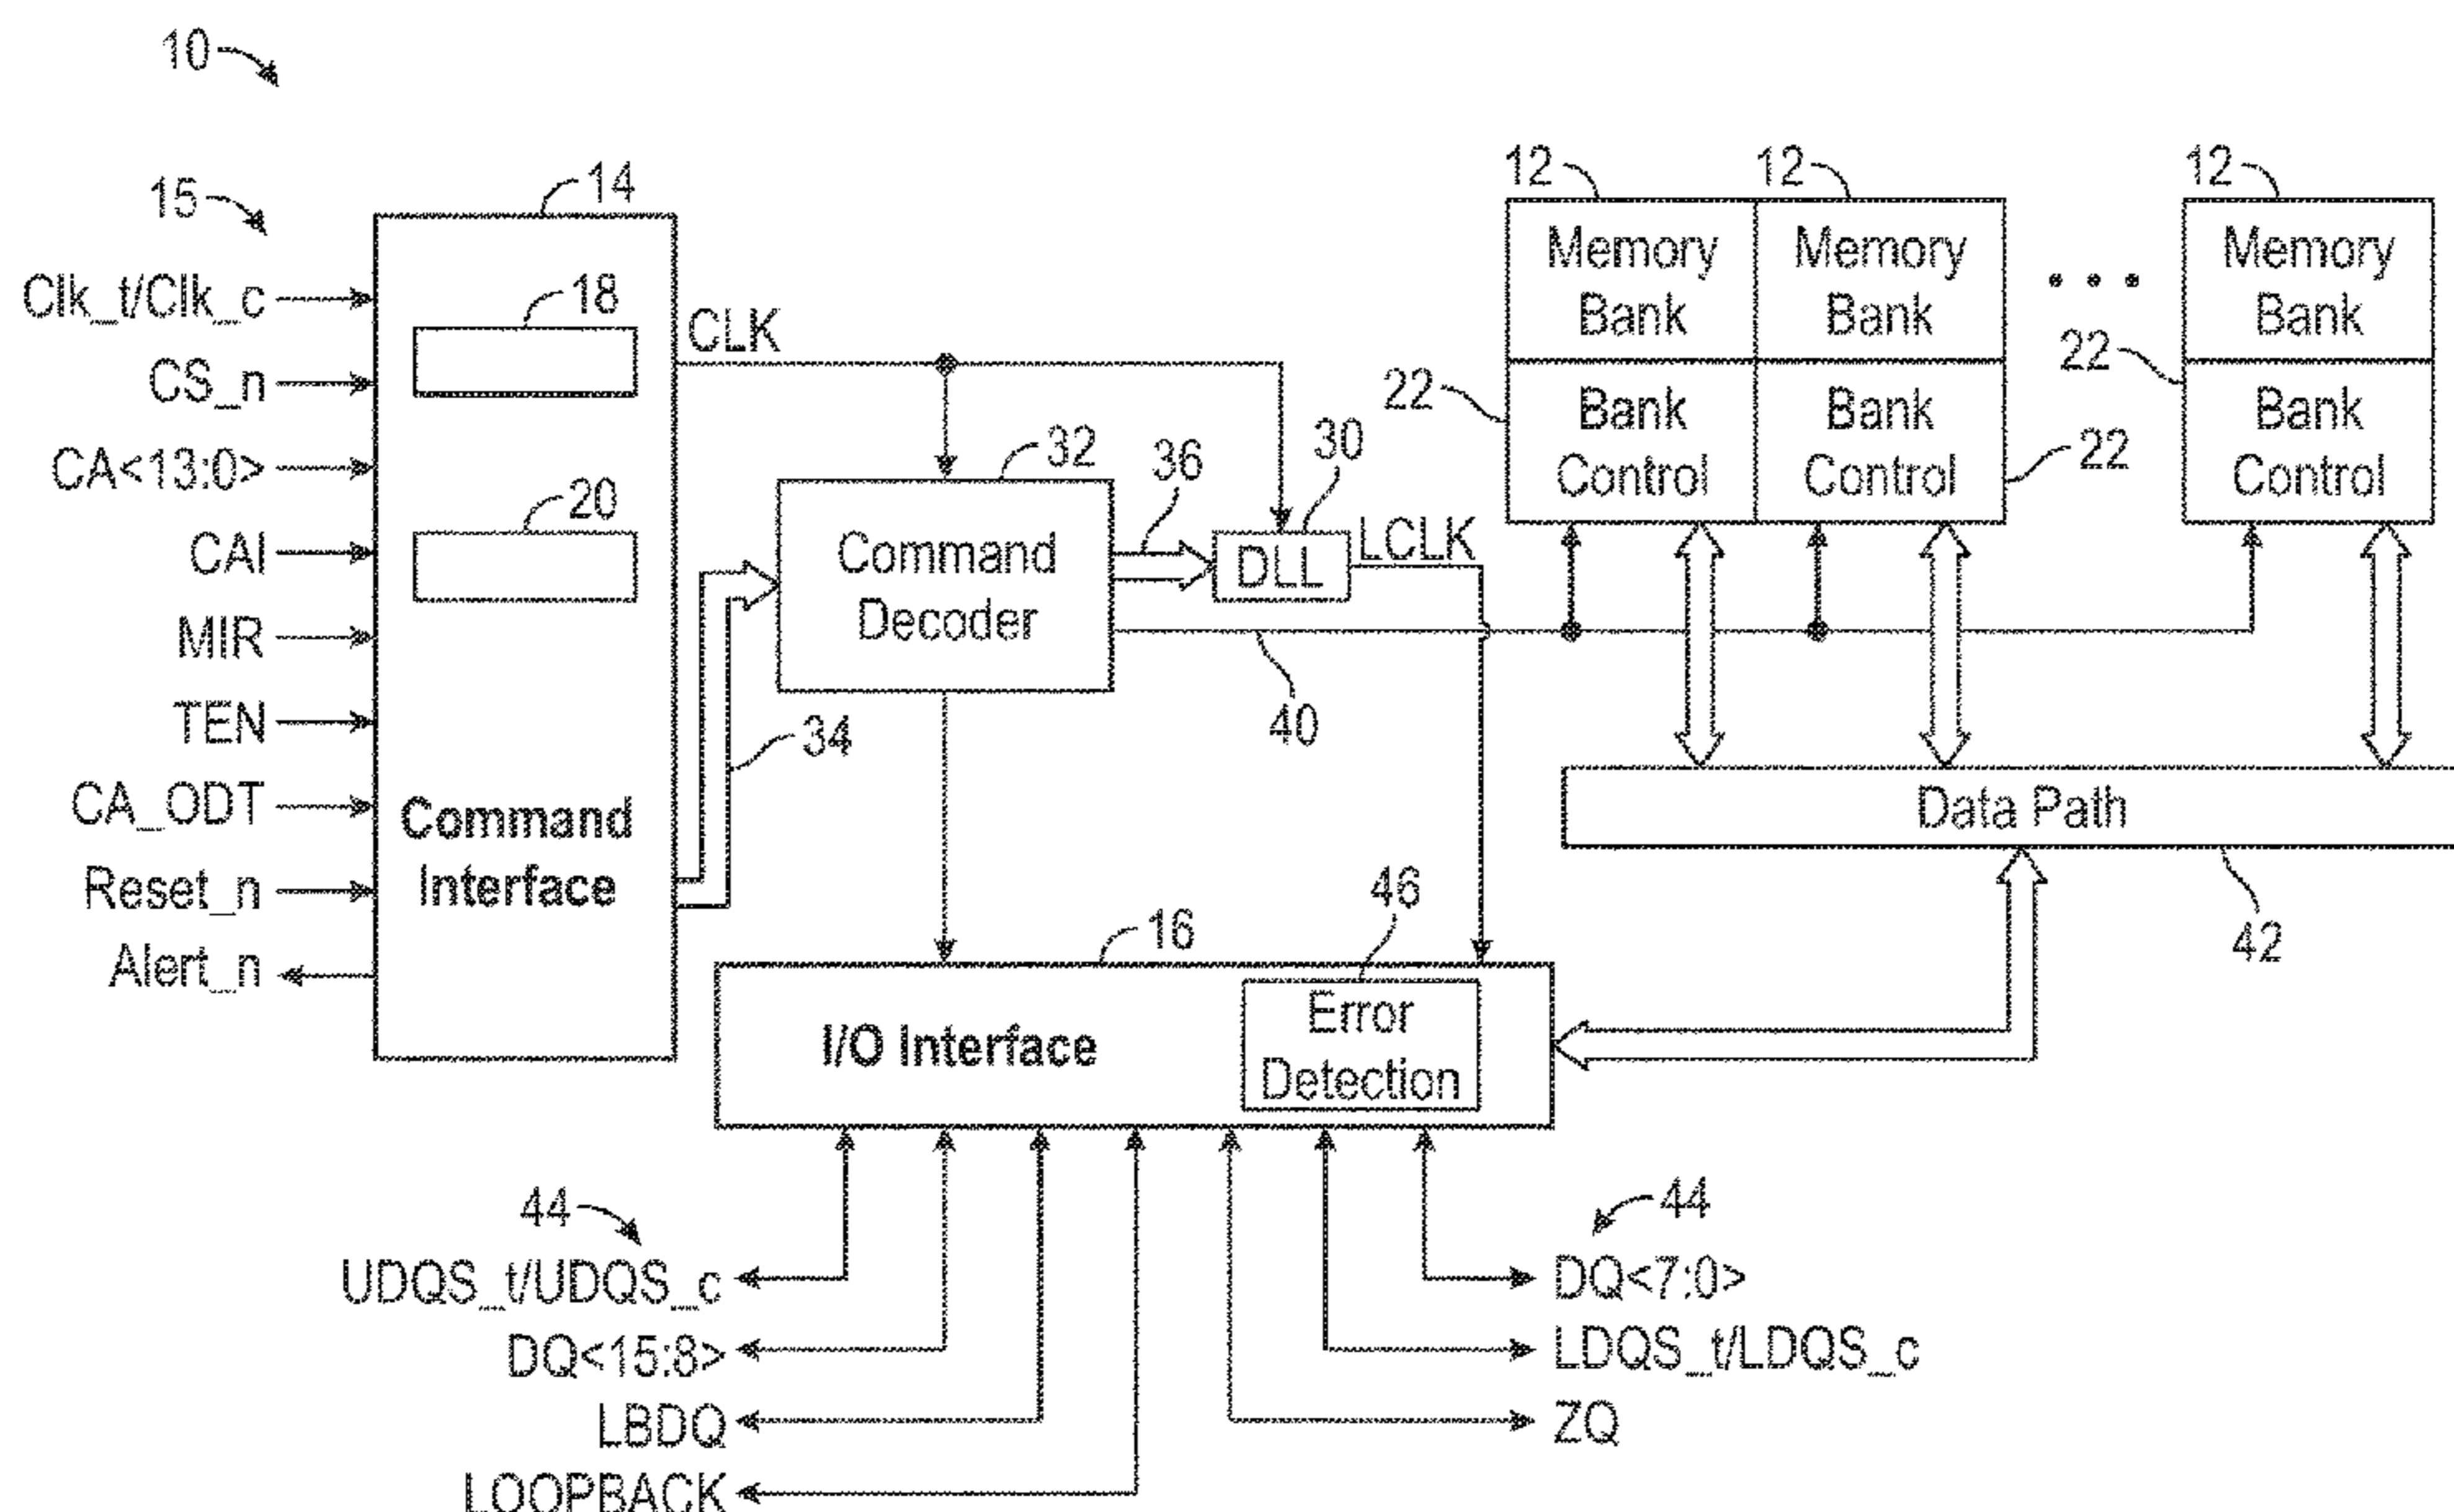 10
15
14
12
12
12
Clk_t/Clk_c
CS_n
CA<13:0>
CAI
MIR
TEN
CA_ODT
Reset_n
Alert_n
18
20
Command
Interface
CLK
34
32
Command
Decoder
36
30
DLL
LCLK
40
Memory
Bank
Memory
Bank
Memory
Bank
22
Bank
Control
Bank
Control
22
22
Bank
Control
Data Path
42
16
I/O Interface
46
Error
Detection
44
UDQS_t/UDQS_c
DQ<15:8>
LBDQ
LOOPBACK
44
DQ<7:0>
LDQS_t/LDQS_c
ZQ